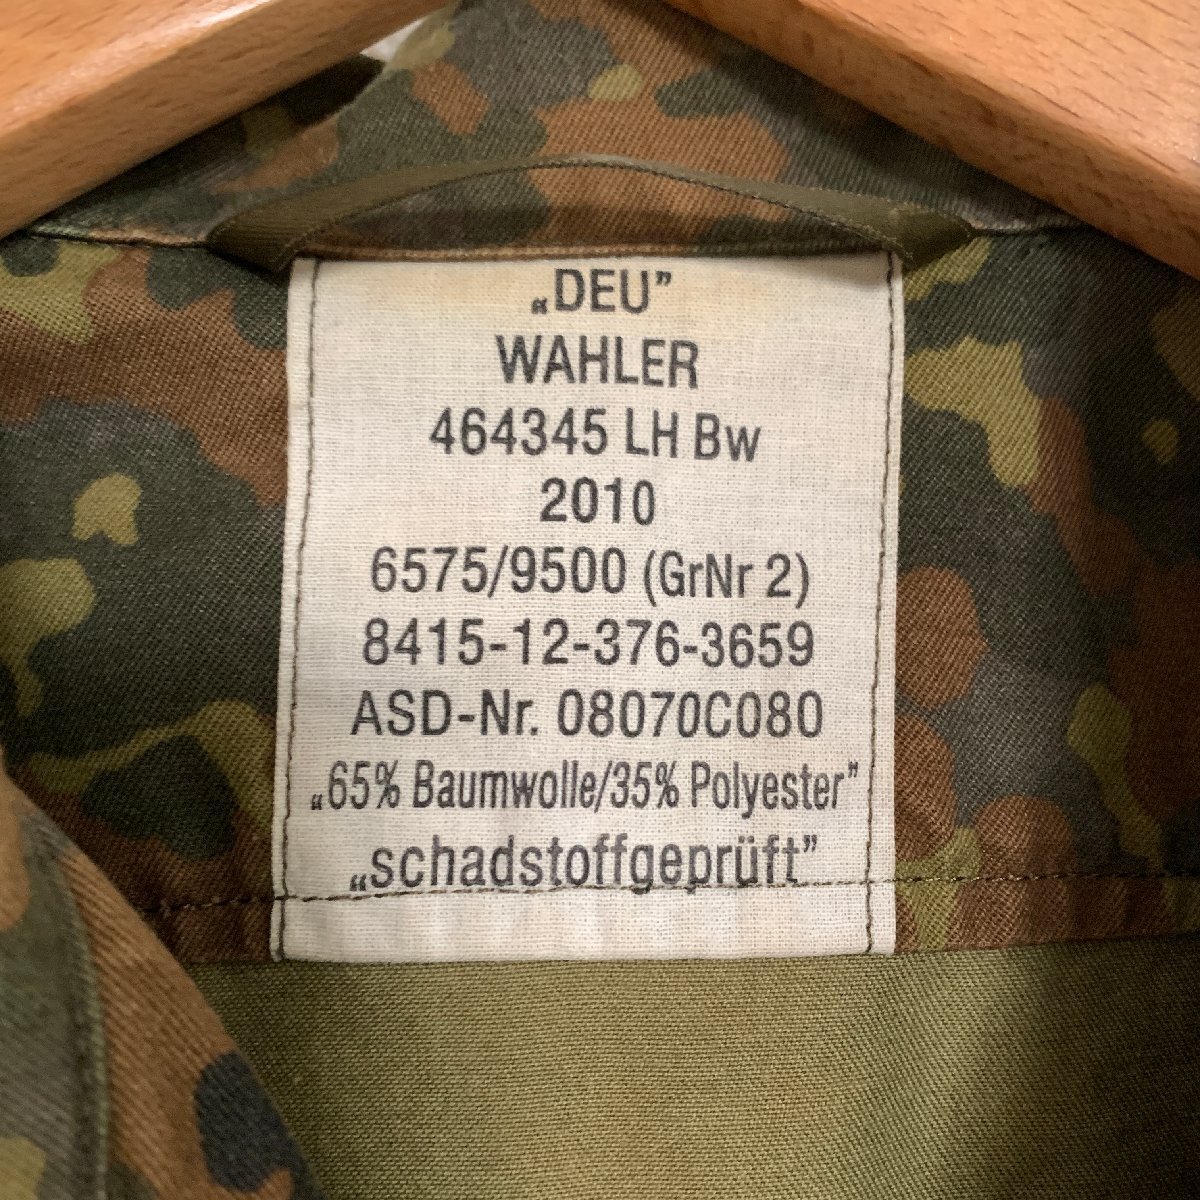 „DEU”
WAHLER
464345 LH Bw
2010
6575/9500 (GrNr 2)
8415-12-376-3659
ASD-Nr. 08070C080
„65% Baumwolle/35% Polyester”
„schadstoffgeprüft”